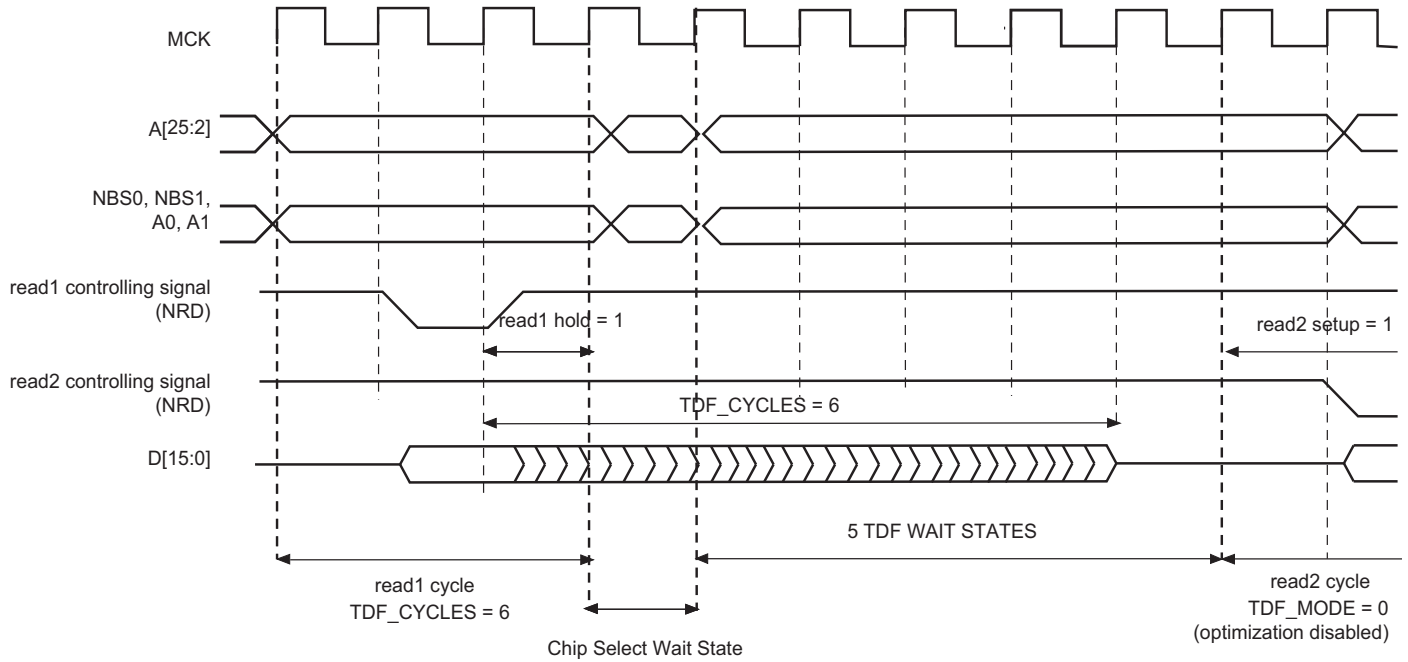 MCK
A[25:2]
NBS0, NBS1,
A0, A1
read1 controlling signal
(NRD)
read1 hold = 1
read2 setup = 1
read2 controlling signal
(NRD)
TDF_CYCLES = 6
D[15:0]
5 TDF WAIT STATES
read1 cycle
TDF_CYCLES = 6
Chip Select Wait State
read2 cycle
TDF_MODE = 0
(optimization disabled)